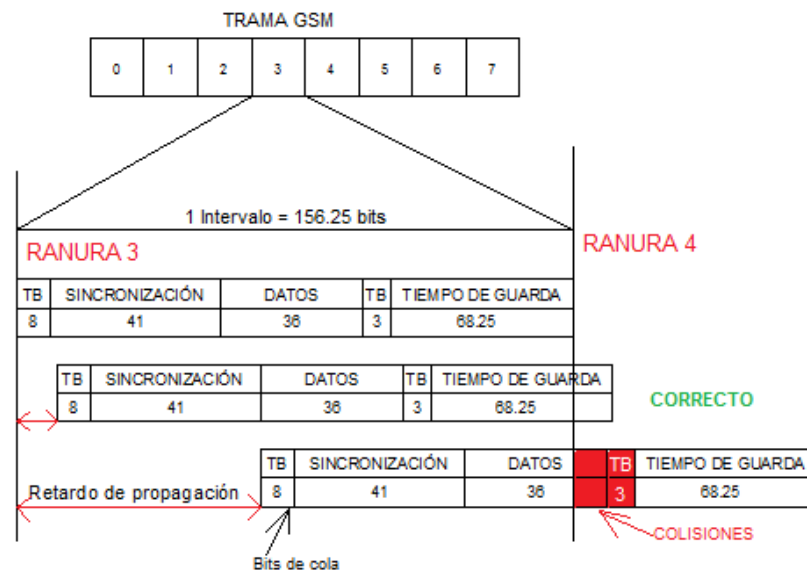 TRAMA GSM
0 1 2 3 4 5 6 7
1 Intervalo = 156.25 bits
RANURA 3
RANURA 4
TB SINCRONIZACIÓN DATOS TB TIEMPO DE GUARDA
8 41 36 3 68.25
TB SINCRONIZACIÓN DATOS TB TIEMPO DE GUARDA
8 41 36 3 68.25
CORRECTO
TB SINCRONIZACIÓN DATOS TB TIEMPO DE GUARDA
8 41 36 3 68.25
Retardo de propagación
COLISIONES
Bits de cola